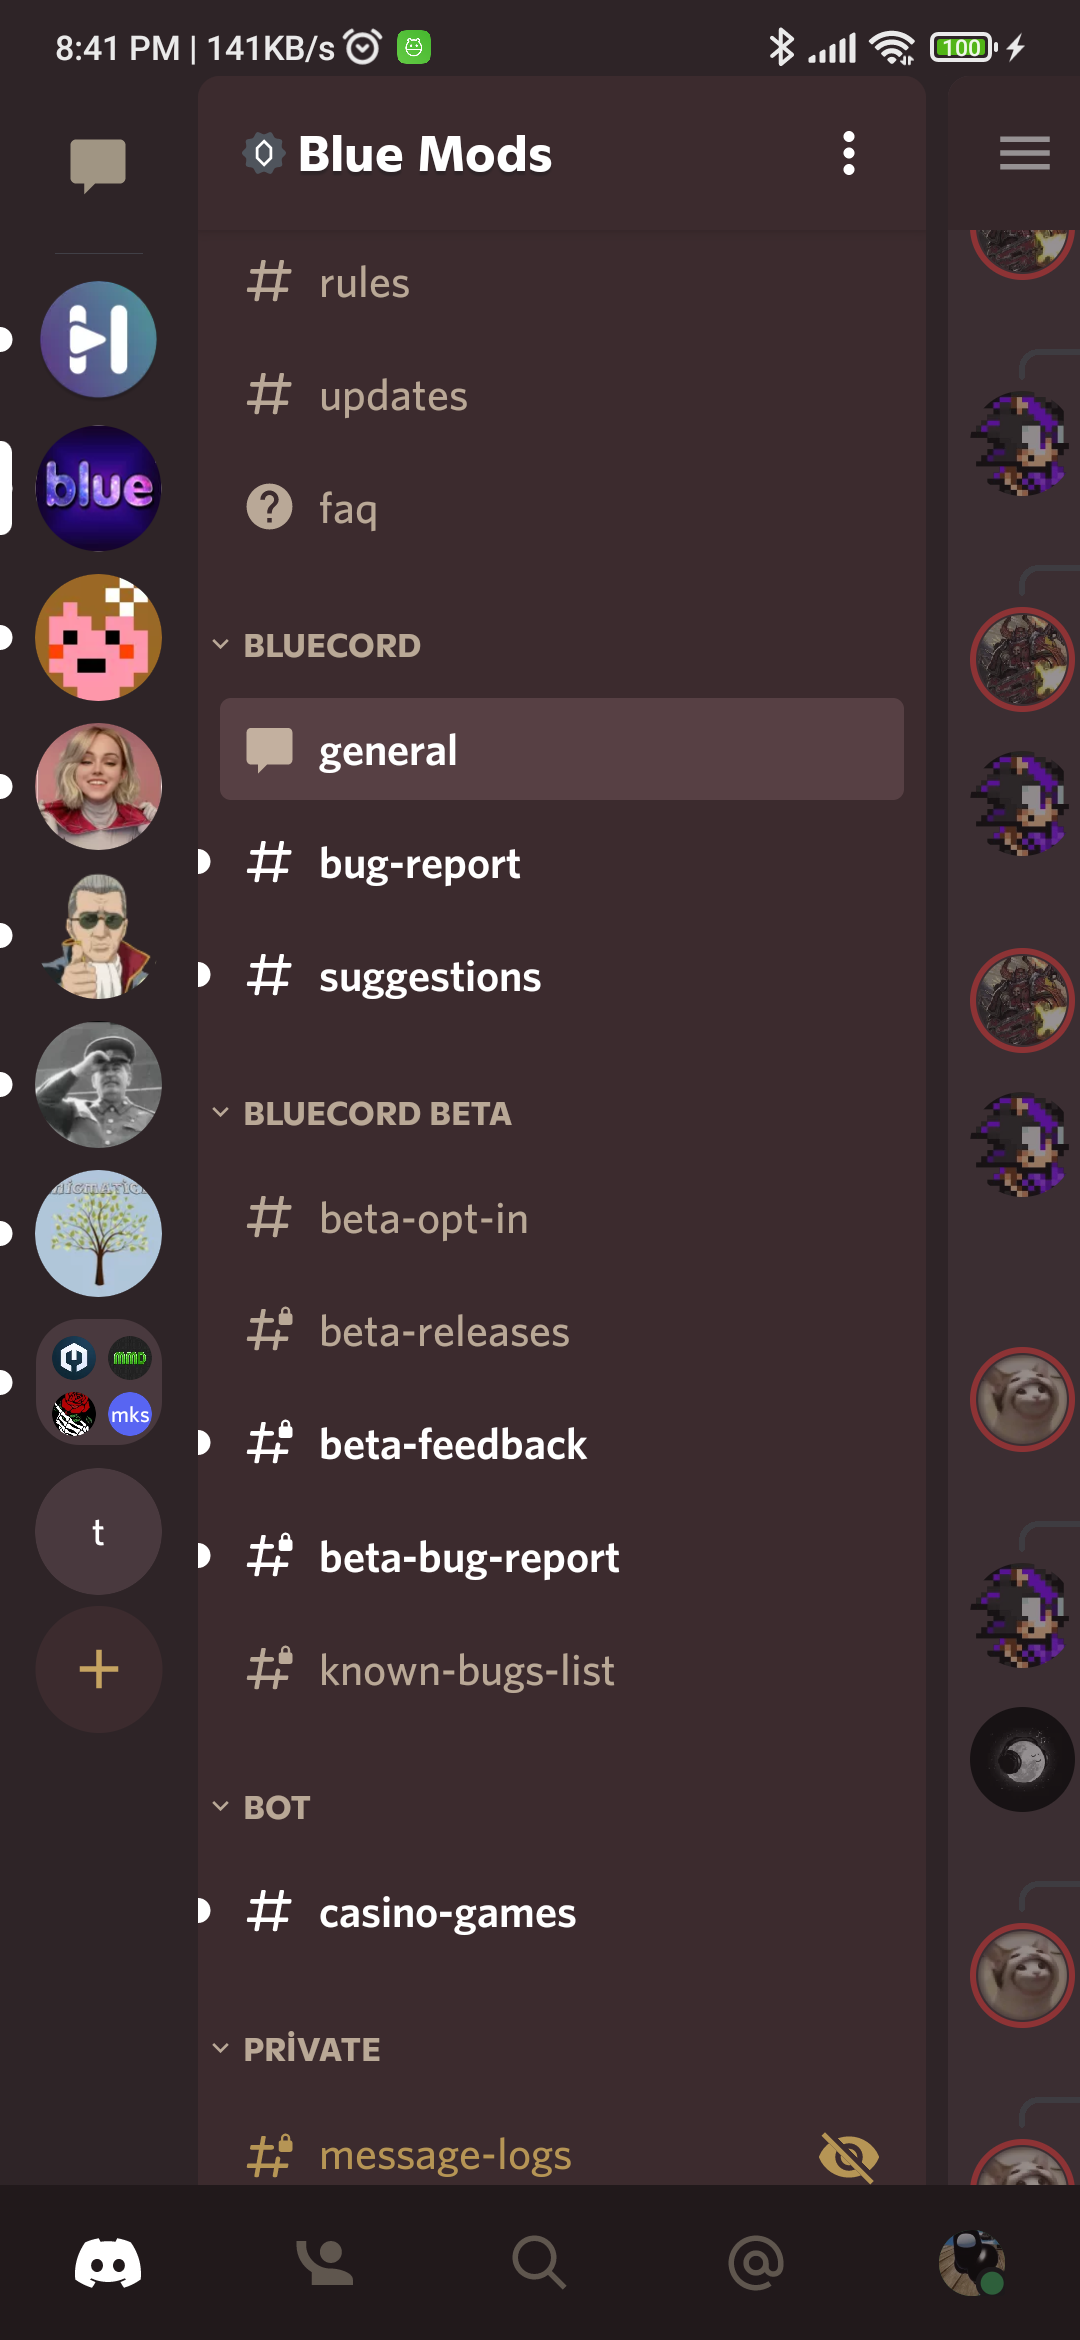 8:41 PM | 141KB/s
100
Blue Mods
rules
updates
faq
BLUECORD
general
bug-report
suggestions
BLUECORD BETA
beta-opt-in
beta-releases
beta-feedback
beta-bug-report
known-bugs-list
BOT
casino-games
PRİVATE
message-logs
blue
mmd
mks
t